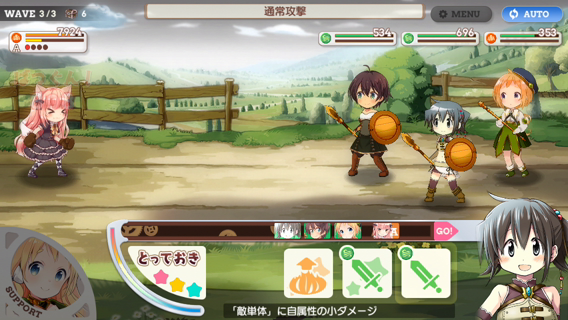 WAVE 3/3 6
通常攻撃
MENU
AUTO
7924
A
534
696
353
A
GO!
とっておき
SUPPORT
「敵単体」に自属性の小ダメージ